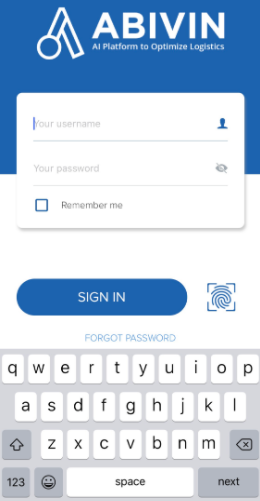 ABIVIN
AI Platform to Optimize Logistics
Your username
Your password
Remember me
SIGN IN
FORGOT PASSWORD
q w e r t y u i o p
a s d f g h j k l
z x c v b n m
123 space next